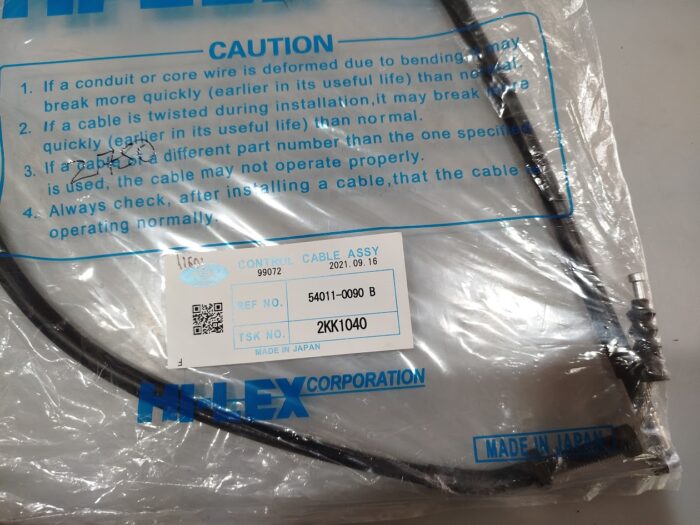 HI-LEX
CAUTION
1. If a conduit or core wire is deformed due to bending, it may
break more quickly (earlier in its useful life) than normal.
2. If a cable is twisted during installation, it may break more
quickly (earlier in its useful life) than normal.
3. If a cable of a different part number than the one specified
is used, the cable may not operate properly.
4. Always check, after installing a cable, that the cable is
operating normally.
CONTROL CABLE ASSY
99072 2021.09.16
REF NO. 54011-0090 B
TSK NO. 2KK1040
MADE IN JAPAN
HI-LEX CORPORATION
MADE IN JAPAN